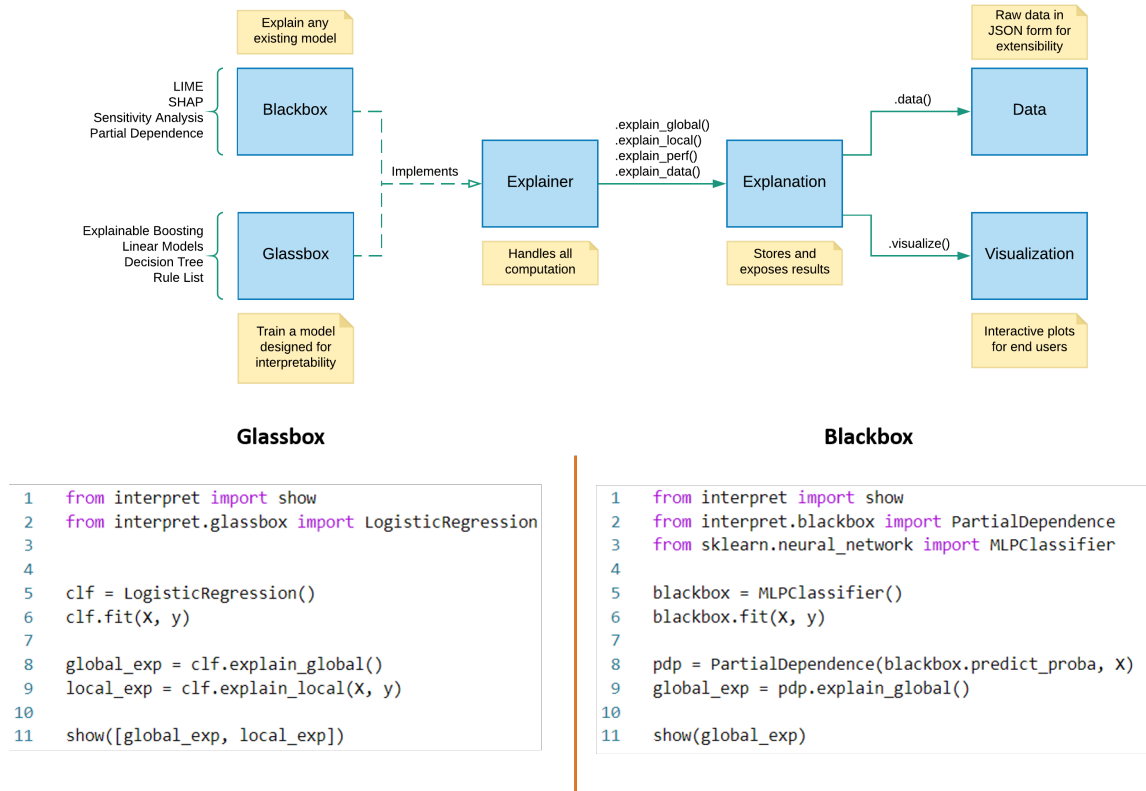 Explain any
existing model
LIME
SHAP
Sensitivity Analysis
Partial Dependence
Blackbox
Explainable Boosting
Linear Models
Decision Tree
Rule List
Glassbox
Train a model
designed for
interpretability
Implements
Explainer
Handles all
computation
.explain_global()
.explain_local()
.explain_perf()
.explain_data()
Explanation
Stores and
exposes results
.data()
Raw data in
JSON form for
extensibility
Data
.visualize()
Visualization
Interactive plots
for end users
Glassbox
1 from interpret import show
2 from interpret.glassbox import LogisticRegression
3
4
5 clf = LogisticRegression()
6 clf.fit(X, y)
7
8 global_exp = clf.explain_global()
9 local_exp = clf.explain_local(X, y)
10
11 show([global_exp, local_exp])
Blackbox
1 from interpret import show
2 from interpret.blackbox import PartialDependence
3 from sklearn.neural_network import MLPClassifier
4
5 blackbox = MLPClassifier()
6 blackbox.fit(X, y)
7
8 pdp = PartialDependence(blackbox.predict_proba, X)
9 global_exp = pdp.explain_global()
10
11 show(global_exp)